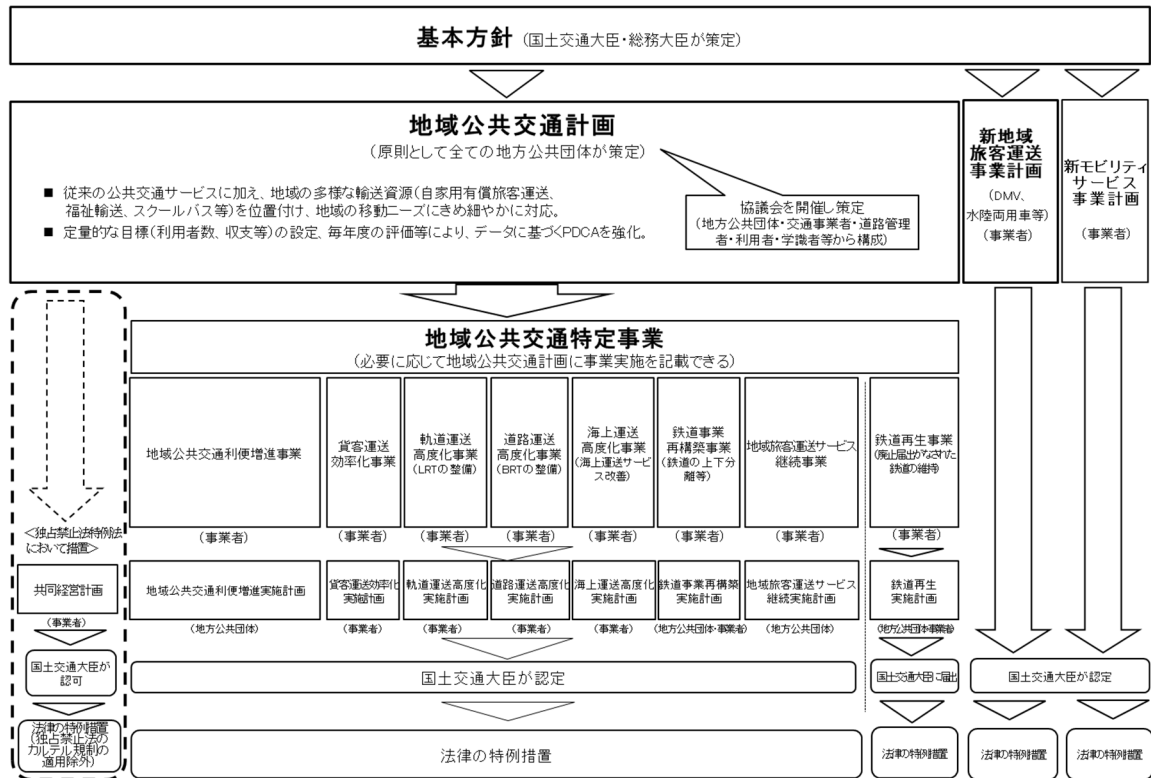 基本方針 (国土交通大臣・総務大臣が策定)
地域公共交通計画
(原則として全ての地方公共団体が策定)
■ 従来の公共交通サービスに加え、地域の多様な輸送資源(自家用有償旅客運送、
福祉輸送、スクールバス等)を位置付け、地域の移動ニーズにきめ細やかに対応。
■ 定量的な目標(利用者数、収支等)の設定、毎年度の評価等により、データに基づくPDCAを強化。
協議会を開催し策定
(地方公共団体・交通事業者・道路管理
者・利用者・学識者等から構成)
新地域
旅客運送
事業計画
(DMV、
水陸両用車等)
(事業者)
新モビリティ
サービス
事業計画
(事業者)
地域公共交通特定事業
(必要に応じて地域公共交通計画に事業実施を記載できる)
地域公共交通利便増進事業
(事業者)
貨客運送
効率化事業
(事業者)
軌道運送
高度化事業
(LRTの整備)
(事業者)
道路運送
高度化事業
(BRTの整備)
(事業者)
海上運送
高度化事業
(海上運送サービ
ス改善)
(事業者)
鉄道事業
再構築事業
(鉄道の上下分
離等)
(事業者)
地域旅客運送サービス
継続事業
(事業者)
鉄道再生事業
(廃止届出がなされた
鉄道の維持)
(事業者)
<独占禁止法特例法
において措置>
共同経営計画
(事業者)
地域公共交通利便増進実施計画
(地方公共団体)
貨客運送効率化
実施計画
(事業者)
軌道運送高度化
実施計画
(事業者)
道路運送高度化
実施計画
(事業者)
海上運送高度化
実施計画
(事業者)
鉄道事業再構築
実施計画
(地方公共団体・事業者)
地域旅客運送サービス
継続実施計画
(地方公共団体)
鉄道再生
実施計画
(地方公共団体・事業者)
国土交通大臣が
認可
国土交通大臣が認定
国土交通大臣に届出
国土交通大臣が認定
法律の特例措置
(独占禁止法の
カルテル規制の
適用除外)
法律の特例措置
法律の特例措置
法律の特例措置
法律の特例措置